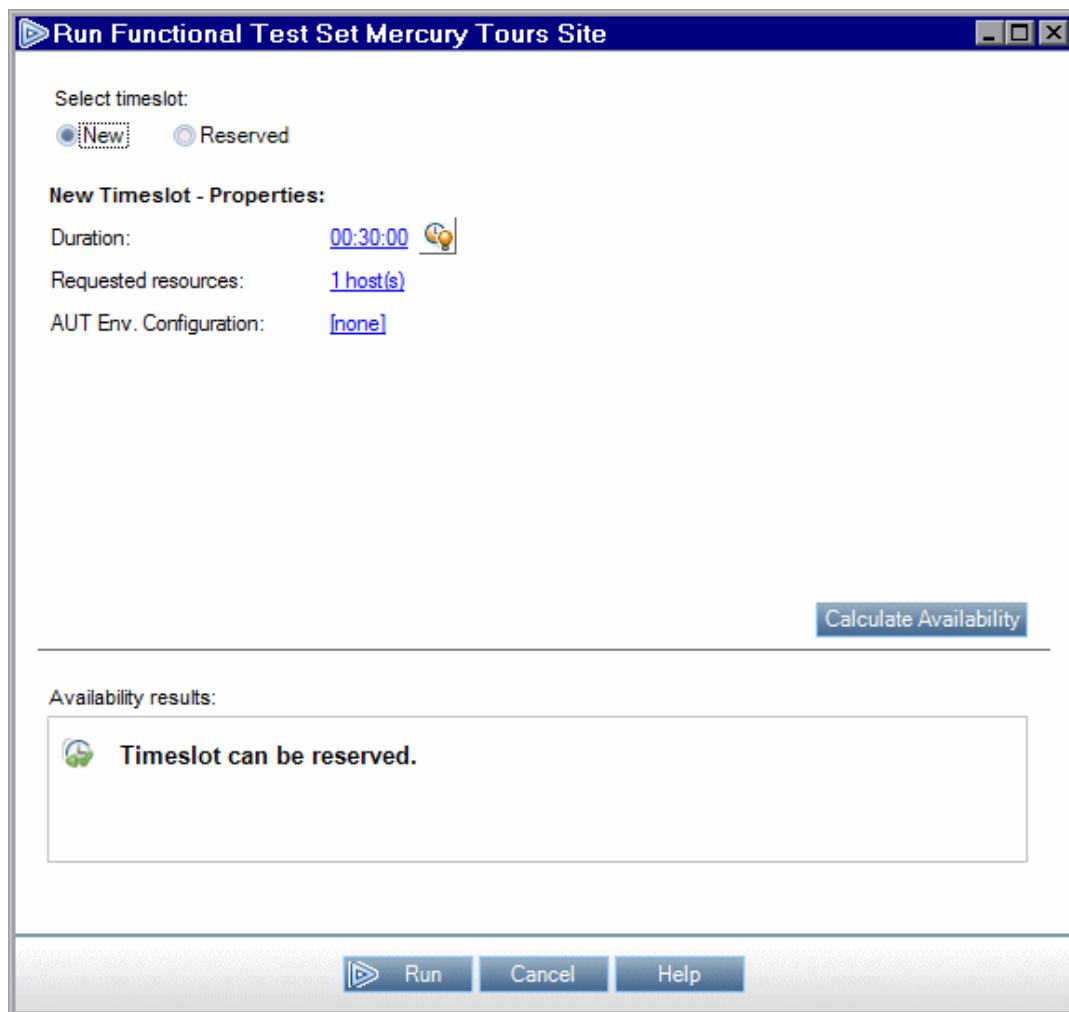 Run Functional Test Set Mercury Tours Site
Select timeslot:
New Reserved
New Timeslot - Properties:
Duration: 00:30:00
Requested resources: 1 host(s)
AUT Env. Configuration: [none]
Calculate Availability
Availability results:
Timeslot can be reserved.
Run Cancel Help